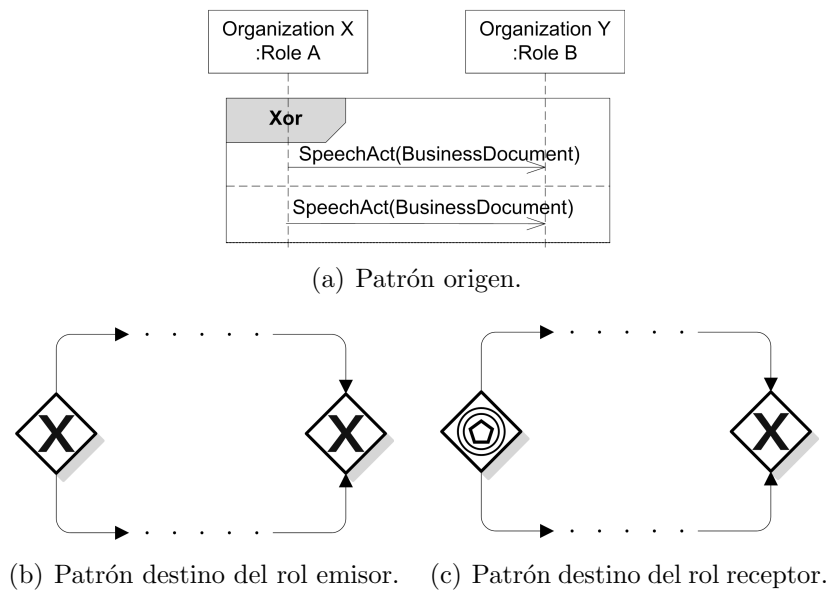 Organization X
:Role A
Organization Y
:Role B
Xor
SpeechAct(BusinessDocument)
SpeechAct(BusinessDocument)
(a) Patrón origen.
X
X
X
(b) Patrón destino del rol emisor.
(c) Patrón destino del rol receptor.